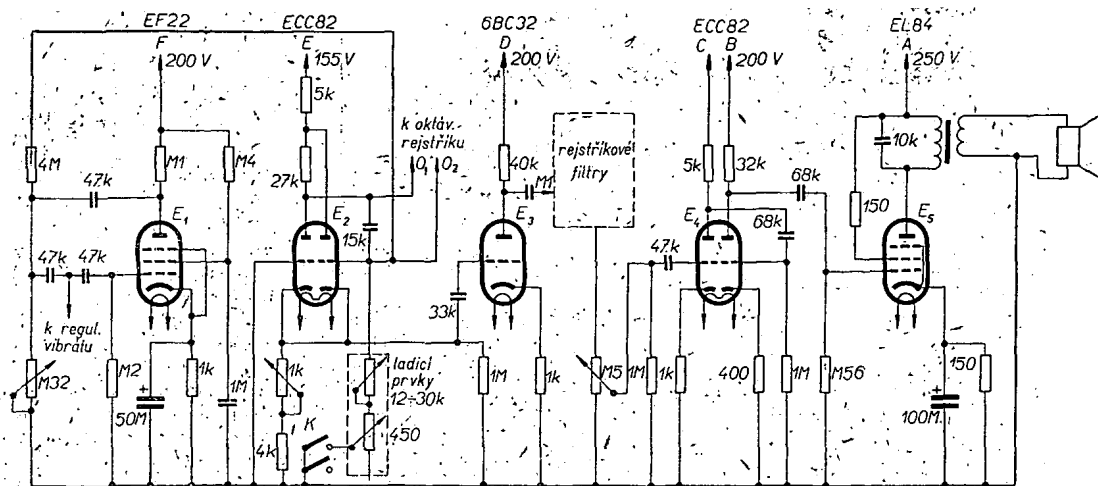 EF22 ECC82 6BC32 ECC82 EL84
F E D C B A
200 V 155 V 200 V 200 V 250 V
5k
k oktáv.
rejstříku
O₁ O₂
4M M1 M4 27k 40k M1 rejstříkové
filtry
5k 32k 68k 10k
47k E₁ E₂ 15k E₃ E₄ 68k 150 E₅
47k 47k 33k 47k
k regul.
vibrátu
M32 M2 1k 1M 50M +
1k 4k K
ladicí
prvky
12÷30k
450
1M 1k M5 1M 1k 400 1M M56 150
100M +